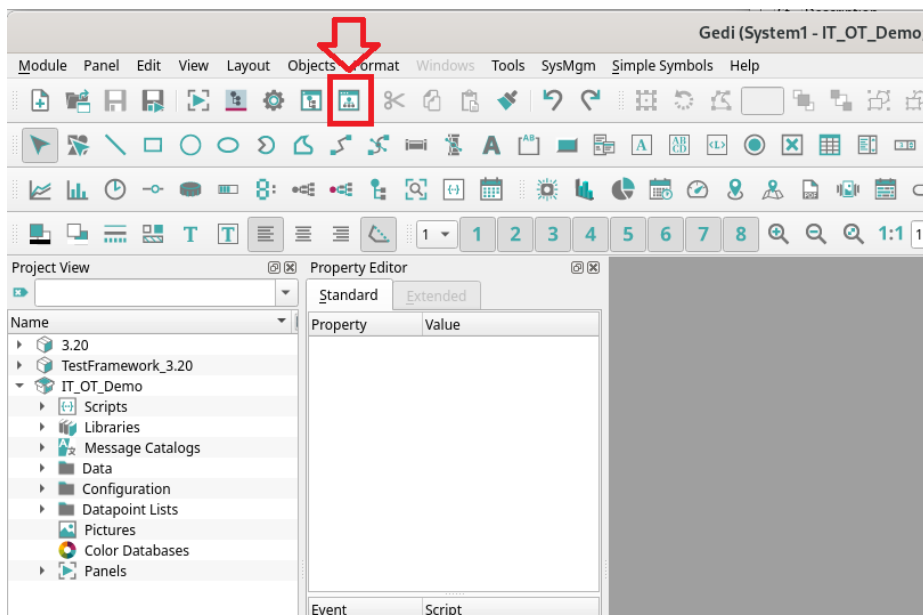 Gedi (System1 - IT_OT_Demo
Module Panel Edit View Layout Objects Format Windows Tools SysMgm Simple Symbols Help
1 1 2 3 4 5 6 7 8 1:1 1
Project View
Property Editor
Standard Extended
Name
Property Value
3.20
TestFramework_3.20
IT_OT_Demo
Scripts
Libraries
Message Catalogs
Data
Configuration
Datapoint Lists
Pictures
Color Databases
Panels
Event Script